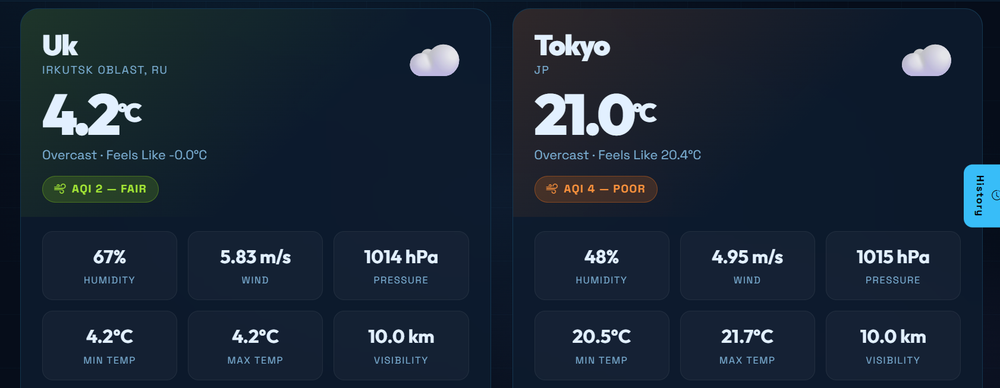 Uk
IRKUTSK OBLAST, RU
4.2°C
Overcast · Feels Like -0.0°C
AQI 2 — FAIR
67%
HUMIDITY
5.83 m/s
WIND
1014 hPa
PRESSURE
4.2°C
MIN TEMP
4.2°C
MAX TEMP
10.0 km
VISIBILITY
Tokyo
JP
21.0°C
Overcast · Feels Like 20.4°C
AQI 4 — POOR
48%
HUMIDITY
4.95 m/s
WIND
1015 hPa
PRESSURE
20.5°C
MIN TEMP
21.7°C
MAX TEMP
10.0 km
VISIBILITY
History